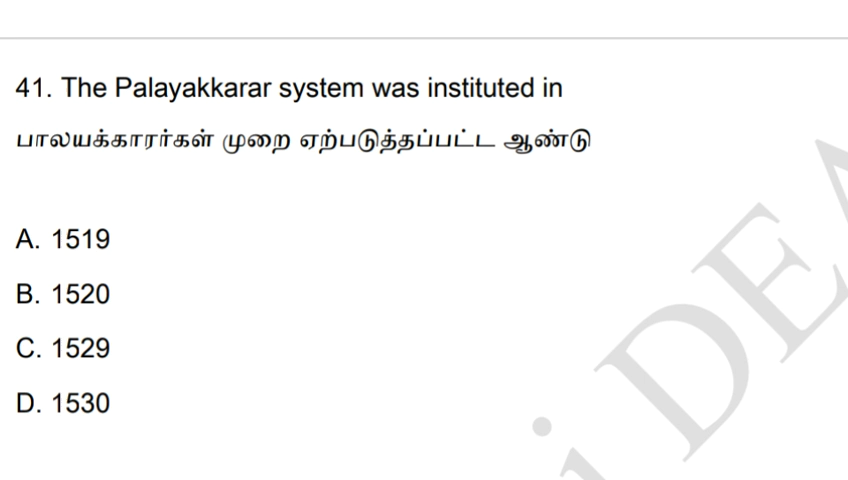 41. The Palayakkarar system was instituted in
பாலயக்காரர்கள் முறை ஏற்படுத்தப்பட்ட ஆண்டு
A. 1519
B. 1520
C. 1529
D. 1530